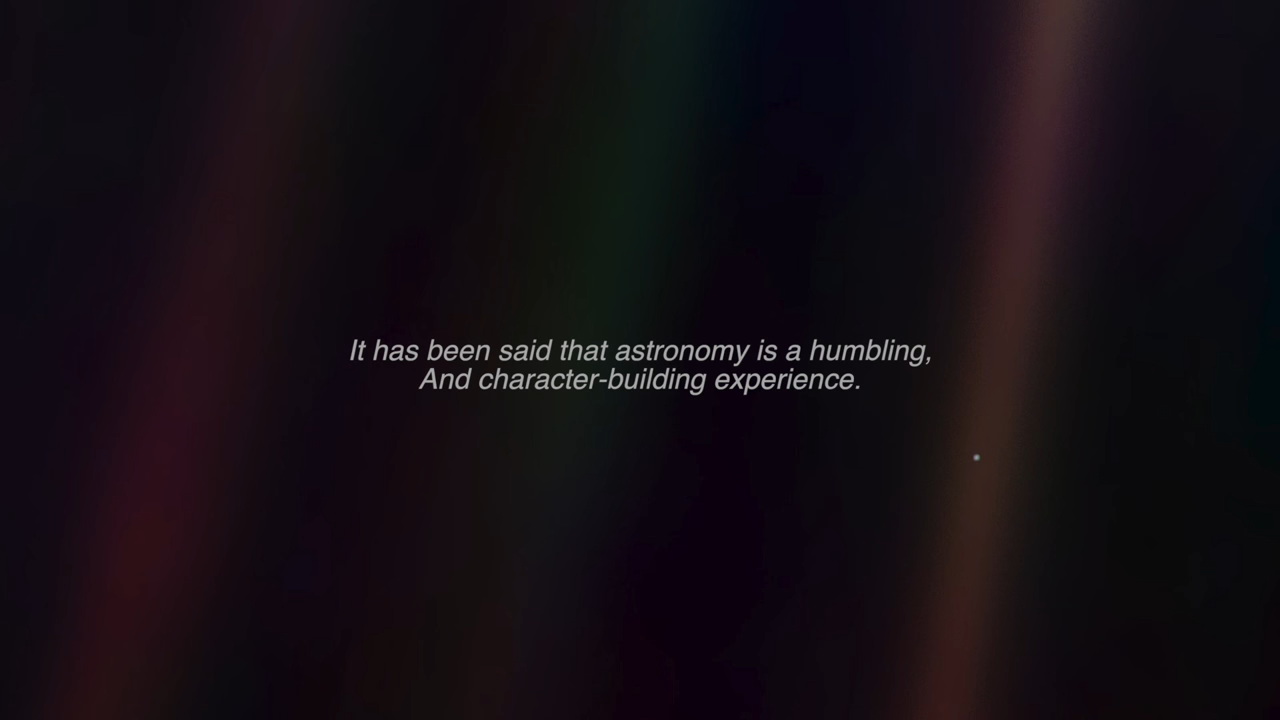 It has been said that astronomy is a humbling,
And character-building experience.